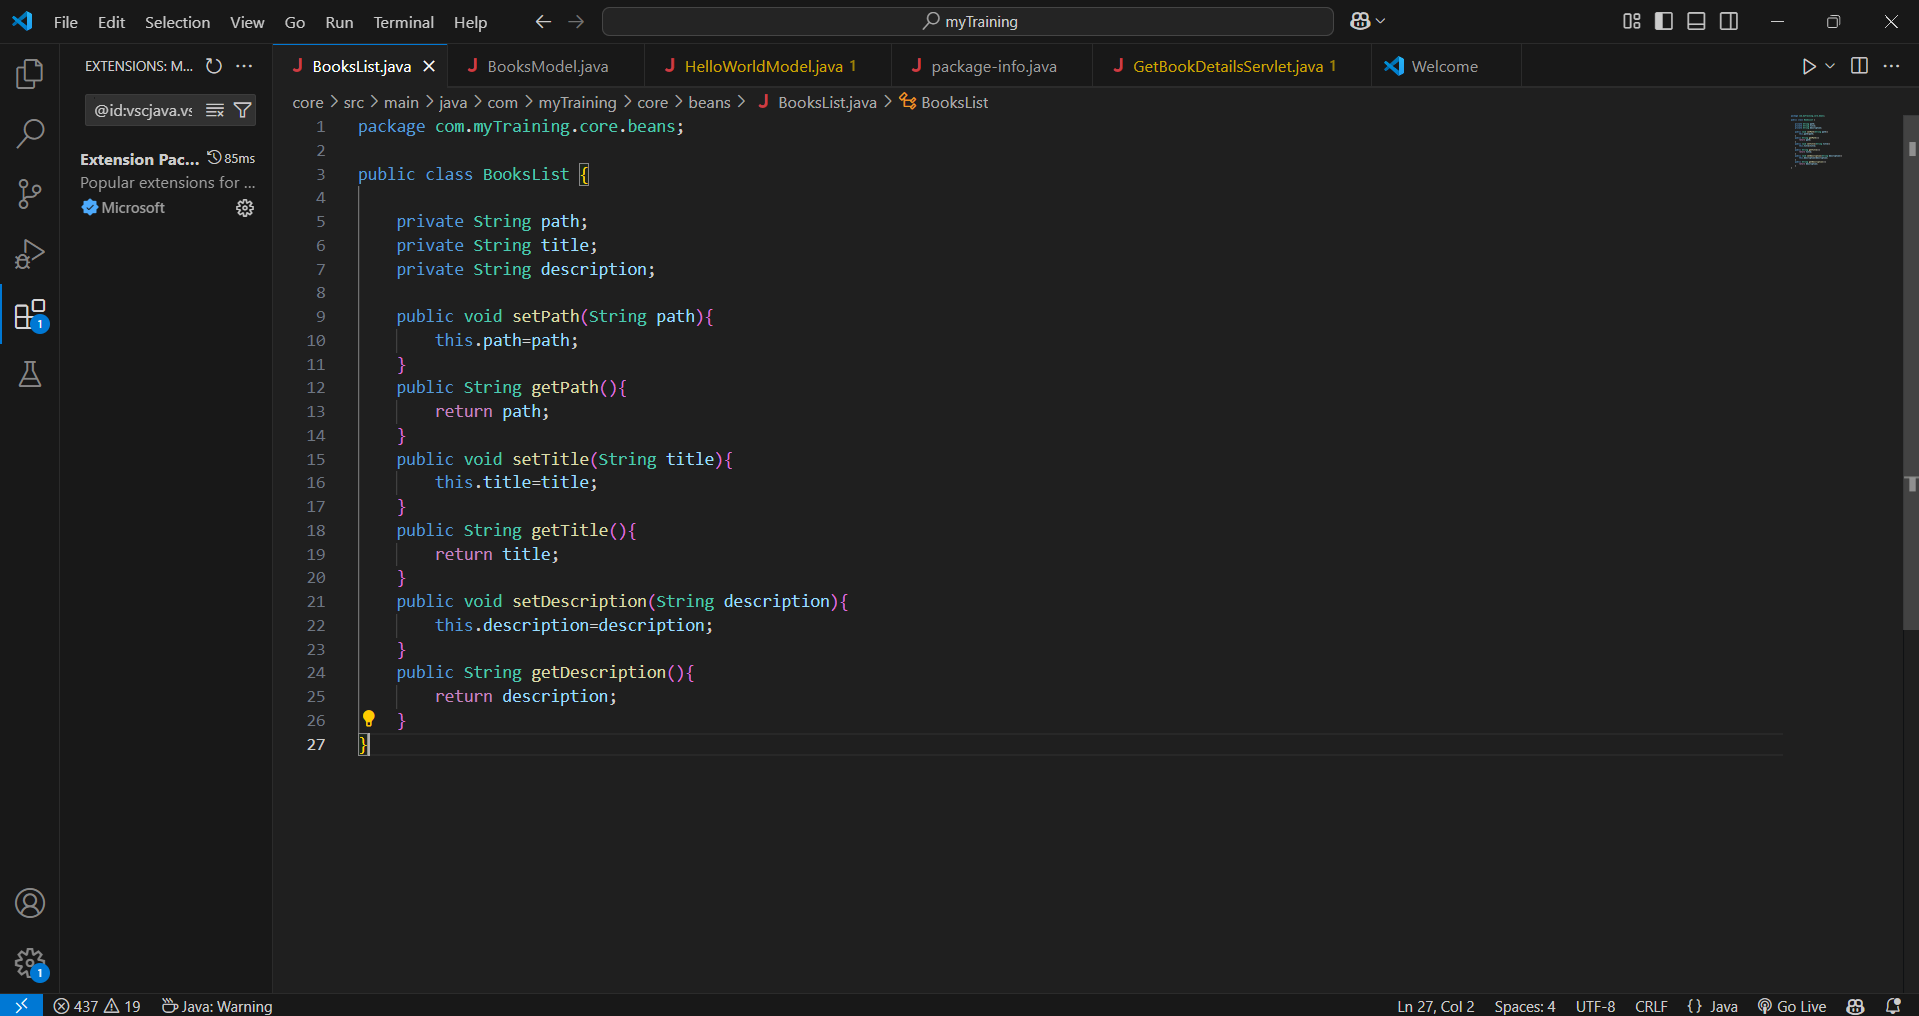 File Edit Selection View Go Run Terminal Help myTraining
EXTENSIONS: M...
BooksList.java BooksModel.java HelloWorldModel.java 1 package-info.java GetBookDetailsServlet.java 1 Welcome
@id:vscjava.vs
core > src > main > java > com > myTraining > core > beans > J BooksList.java > BooksList
Extension Pac... 85ms
Popular extensions for ...
Microsoft
1 package com.myTraining.core.beans;
2
3 public class BooksList {
4
5     private String path;
6     private String title;
7     private String description;
8
9     public void setPath(String path){
10         this.path=path;
11     }
12     public String getPath(){
13         return path;
14     }
15     public void setTitle(String title){
16         this.title=title;
17     }
18     public String getTitle(){
19         return title;
20     }
21     public void setDescription(String description){
22         this.description=description;
23     }
24     public String getDescription(){
25         return description;
26     }
27 }
1
1
437 19 Java: Warning Ln 27, Col 2 Spaces: 4 UTF-8 CRLF {} Java Go Live